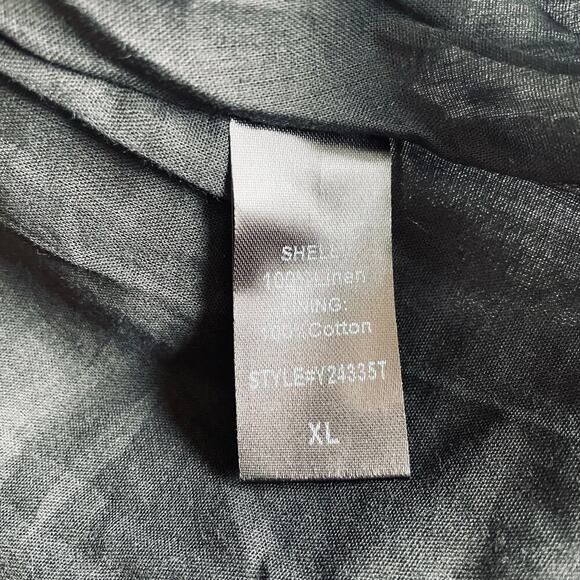 SHELL:
100% Linen
LINING:
100% Cotton
STYLE#Y24335T
XL